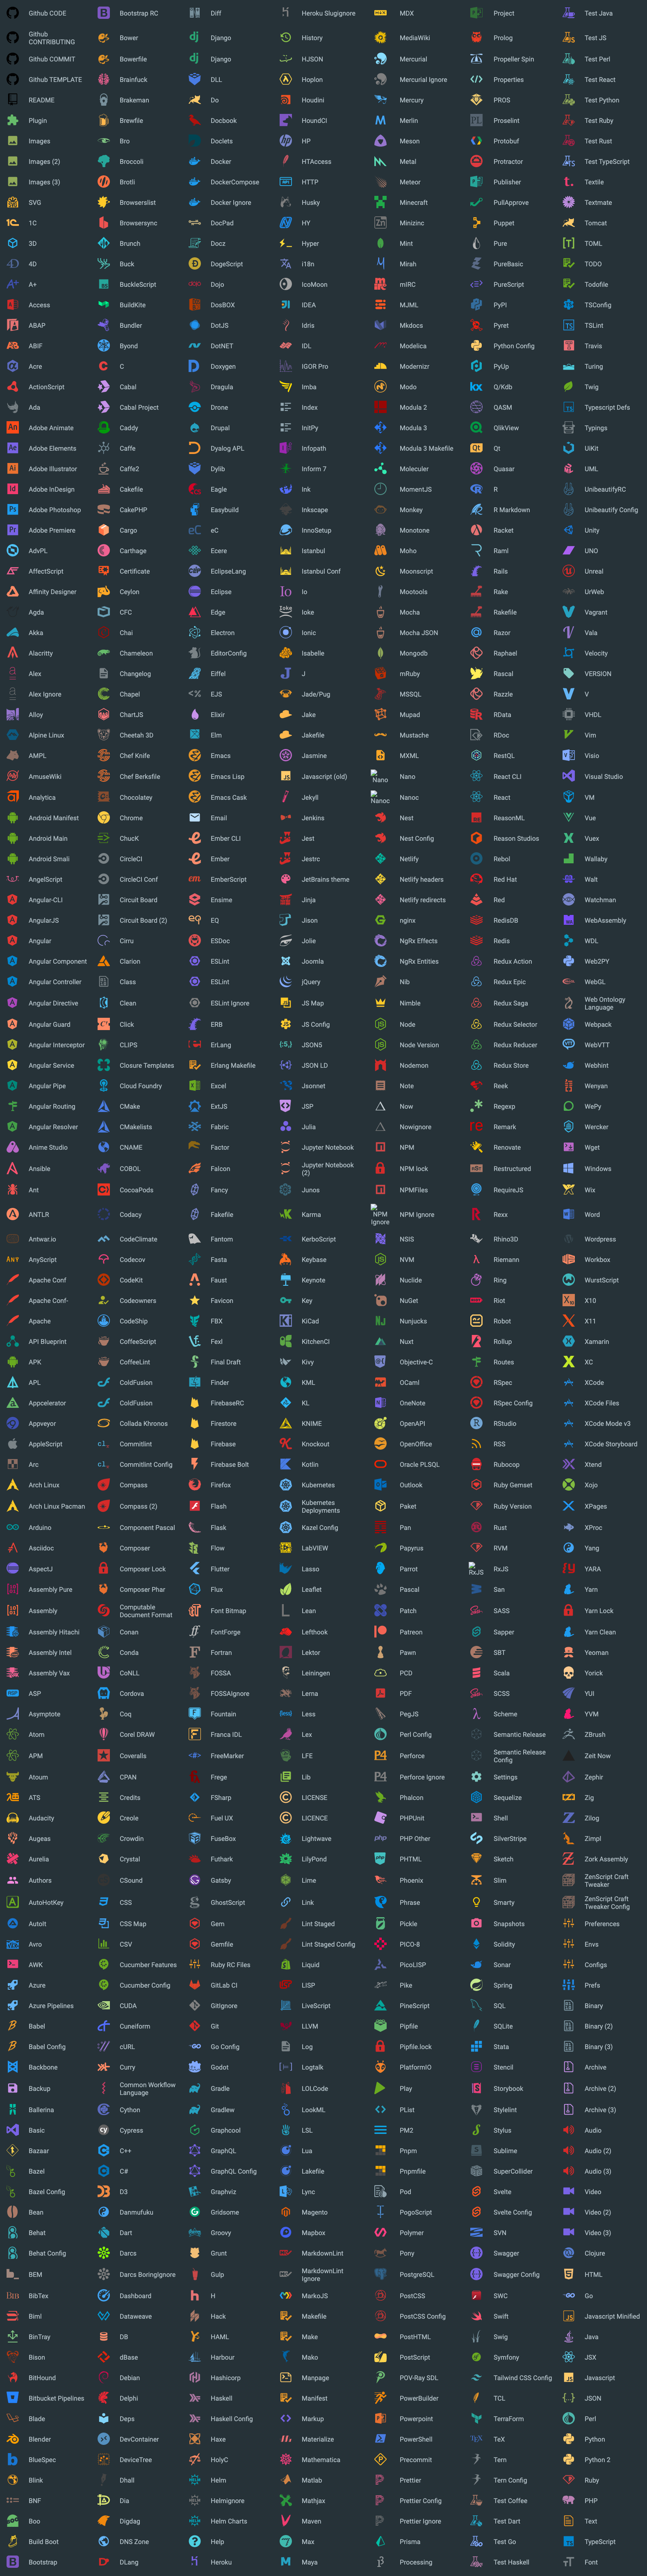 Github CODE
Github
CONTRIBUTING
Github COMMIT
Github TEMPLATE
README
Plugin
Images
Images (2)
Images (3)
SVG
1C
3D
4D
A+
Access
ABAP
ABIF
Acre
ActionScript
Ada
Adobe Animate
Adobe Elements
Adobe Illustrator
Adobe InDesign
Adobe Photoshop
Adobe Premiere
AdvPL
AffectScript
Affinity Designer
Agda
Akka
Alacritty
Alex
Alex Ignore
Alloy
Alpine Linux
AMPL
AmuseWiki
Analytica
Android Manifest
Android Main
Android Smali
AngelScript
Angular-CLI
AngularJS
Angular
Angular Component
Angular Controller
Angular Directive
Angular Guard
Angular Interceptor
Angular Service
Angular Pipe
Angular Routing
Angular Resolver
Anime Studio
Ansible
Ant
ANTLR
Antwar.io
AnyScript
Apache Conf
Apache Conf-
Apache
API Blueprint
APK
APL
Appcelerator
Appveyor
AppleScript
Arc
Arch Linux
Arch Linux Pacman
Arduino
Asciidoc
AspectJ
Assembly Pure
Assembly
Assembly Hitachi
Assembly Intel
Assembly Vax
ASP
Asymptote
Atom
APM
Atoum
ATS
Audacity
Augeas
Aurelia
Authors
AutoHotKey
AutoIt
Avro
AWK
Azure
Azure Pipelines
Babel
Babel Config
Backbone
Backup
Ballerina
Basic
Bazaar
Bazel
Bazel Config
Bean
Behat
Behat Config
BEM
BibTex
Biml
BinTray
Bison
BitHound
Bitbucket Pipelines
Blade
Blender
BlueSpec
Blink
BNF
Boo
Build Boot
Bootstrap
Bootstrap RC
Bower
Bowerfile
Brainfuck
Brakeman
Brewfile
Bro
Broccoli
Brotli
Browserslist
Browsersync
Brunch
Buck
BuckleScript
BuildKite
Bundler
Byond
C
Cabal
Cabal Project
Caddy
Caffe
Caffe2
Cakefile
CakePHP
Cargo
Carthage
Certificate
Ceylon
CFC
Chai
Chameleon
Changelog
Chapel
ChartJS
Cheetah 3D
Chef Knife
Chef Berksfile
Chocolatey
Chrome
ChucK
CircleCI
CircleCI Conf
Circuit Board
Circuit Board (2)
Cirru
Clarion
Class
Clean
Click
CLIPS
Closure Templates
Cloud Foundry
CMake
CMakelists
CNAME
COBOL
CocoaPods
Codacy
CodeClimate
Codecov
CodeKit
Codeowners
CodeShip
CoffeeScript
CoffeeLint
ColdFusion
ColdFusion
Collada Khronos
Commitlint
Commitlint Config
Compass
Compass (2)
Component Pascal
Composer
Composer Lock
Composer Phar
Computable
Document Format
Conan
Conda
CoNLL
Cordova
Coq
Corel DRAW
Coveralls
CPAN
Credits
Creole
Crowdin
Crystal
CSound
CSS
CSS Map
CSV
Cucumber Features
Cucumber Config
CUDA
Cuneiform
cURL
Curry
Common Workflow
Language
Cython
Cypress
C++
C#
D3
Danmufuku
Dart
Darcs
Darcs BoringIgnore
Dashboard
Dataweave
DB
dBase
Debian
Delphi
Deps
DevContainer
DeviceTree
Dhall
Dia
Digdag
DNS Zone
DLang
Diff
Django
Django
DLL
Do
Docbook
Doclets
Docker
DockerCompose
Docker Ignore
DocPad
Docz
DogeScript
Dojo
DosBOX
DotJS
DotNET
Doxygen
Dragula
Drone
Drupal
Dyalog APL
Dylib
Eagle
Easybuild
eC
Ecere
EclipseLang
Eclipse
Edge
Electron
EditorConfig
Eiffel
EJS
Elixir
Elm
Emacs
Emacs Lisp
Emacs Cask
Email
Ember CLI
Ember
EmberScript
Ensime
EQ
ESDoc
ESLint
ESLint
ESLint Ignore
ERB
ErLang
Erlang Makefile
Excel
ExtJS
Fabric
Factor
Falcon
Fancy
Fakefile
Fantom
Fasta
Faust
Favicon
FBX
Fexl
Final Draft
Finder
FirebaseRC
Firestore
Firebase
Firebase Bolt
Firefox
Flash
Flask
Flow
Flutter
Flux
Font Bitmap
FontForge
Fortran
FOSSA
FOSSAIgnore
Fountain
Franca IDL
FreeMarker
Frege
FSharp
Fuel UX
FuseBox
Futhark
Gatsby
GhostScript
Gem
Gemfile
Ruby RC Files
GitLab CI
GitIgnore
Git
Go Config
Godot
Gradle
Gradlew
Graphcool
GraphQL
GraphQL Config
Graphviz
Gridsome
Groovy
Grunt
Gulp
H
Hack
HAML
Harbour
Hashicorp
Haskell
Haskell Config
Haxe
HolyC
Helm
Helmignore
Helm Charts
Help
Heroku
Heroku SlugIgnore
History
HJSON
Hoplon
Houdini
HoundCI
HP
HTAccess
HTTP
Husky
HY
Hyper
i18n
IcoMoon
IDEA
Idris
IDL
IGOR Pro
Imba
Index
InitPy
Infopath
Inform 7
Ink
Inkscape
InnoSetup
Istanbul
Istanbul Conf
Io
Ioke
Ionic
Isabelle
J
Jade/Pug
Jake
Jakefile
Jasmine
Javascript (old)
Jekyll
Jenkins
Jest
Jestrc
JetBrains theme
Jinja
Jison
Jolie
Joomla
jQuery
JS Map
JS Config
JSON5
JSON LD
Jsonnet
JSP
Julia
Jupyter Notebook
Jupyter Notebook
(2)
Junos
Karma
KerboScript
Keybase
Keynote
Key
KiCad
KitchenCI
Kivy
KML
KL
KNIME
Knockout
Kotlin
Kubernetes
Kubernetes
Deployments
Kazel Config
LabVIEW
Lasso
Leaflet
Lean
Lefthook
Lektor
Leiningen
Lerna
Less
Lex
LFE
Lib
LICENSE
LICENCE
Lightwave
LilyPond
Lime
Link
Lint Staged
Lint Staged Config
Liquid
LISP
LiveScript
LLVM
Log
Logtalk
LOLCode
LookML
LSL
Lua
Lakefile
Lync
Magento
Mapbox
MarkdownLint
MarkdownLint
Ignore
MarkoJS
Makefile
Make
Mako
Manpage
Manifest
Markup
Materialize
Mathematica
Matlab
Mathjax
Maven
Max
Maya
MDX
MediaWiki
Mercurial
Mercurial Ignore
Mercury
Merlin
Meson
Metal
Meteor
Minecraft
Minizinc
Mint
Mirah
mIRC
MJML
Mkdocs
Modelica
Modernizr
Modo
Modula 2
Modula 3
Modula 3 Makefile
Moleculer
MomentJS
Monkey
Monotone
Moho
Moonscript
Mootools
Mocha
Mocha JSON
Mongodb
mRuby
MSSQL
Mupad
Mustache
MXML
Nano
Nanoc
Nest
Nest Config
Netlify
Netlify headers
Netlify redirects
nginx
NgRx Effects
NgRx Entities
Nib
Nimble
Node
Node Version
Nodemon
Note
Now
Nowignore
NPM
NPM lock
NPMFiles
NPM Ignore
NSIS
NVM
Nuclide
NuGet
Nunjucks
Nuxt
Objective-C
OCaml
OneNote
OpenAPI
OpenOffice
Oracle PLSQL
Outlook
Paket
Pan
Papyrus
Parrot
Pascal
Patch
Patreon
Pawn
PCD
PDF
PegJS
Perl Config
Perforce
Perforce Ignore
Phalcon
PHPUnit
PHP Other
PHTML
Phoenix
Phrase
Pickle
PICO-8
PicoLISP
Pike
PineScript
Pipfile
Pipfile.lock
PlatformIO
Play
PList
PM2
Pnpm
Pnpmfile
Pod
PogoScript
Polymer
Pony
PostgreSQL
PostCSS
PostCSS Config
PostHTML
PostScript
POV-Ray SDL
PowerBuilder
Powerpoint
PowerShell
Precommit
Prettier
Prettier Config
Prettier Ignore
Prisma
Processing
Project
Prolog
Propeller Spin
Properties
PROS
Proselint
Protobuf
Protractor
Publisher
PullApprove
Puppet
Pure
PureBasic
PureScript
PyPI
Pyret
Python Config
PyUp
Q/Kdb
QASM
QlikView
Qt
Quasar
R
R Markdown
Racket
Raml
Rails
Rake
Rakefile
Razor
Raphael
Rascal
Razzle
RData
RDoc
RestQL
React CLI
React
ReasonML
Reason Studios
Rebol
Red Hat
Red
RedisDB
Redis
Redux Action
Redux Epic
Redux Saga
Redux Selector
Redux Reducer
Redux Store
Reek
Regexp
Remark
Renovate
Restructured
RequireJS
Rexx
Rhino3D
Riemann
Ring
Riot
Robot
Rollup
Routes
RSpec
RSpec Config
RStudio
RSS
Rubocop
Ruby Gemset
Ruby Version
Rust
RVM
RxJS
San
SASS
Sapper
SBT
Scala
SCSS
Scheme
Semantic Release
Semantic Release
Config
Settings
Sequelize
Shell
SilverStripe
Sketch
Slim
Smarty
Snapshots
Solidity
Sonar
Spring
SQL
SQLite
Stata
Stencil
Storybook
Stylelint
Stylus
Sublime
SuperCollider
Svelte
Svelte Config
SVN
Swagger
Swagger Config
SWC
Swift
Swig
Symfony
Tailwind CSS Config
TCL
TerraForm
TeX
Tern
Tern Config
Test Coffee
Test Dart
Test Go
Test Haskell
Test Java
Test JS
Test Perl
Test React
Test Python
Test Ruby
Test Rust
Test TypeScript
Textile
Textmate
Tomcat
TOML
TODO
Todofile
TSConfig
TSLint
Travis
Turing
Twig
Typescript Defs
Typings
UiKit
UML
UnibeautifyRC
Unibeautify Config
Unity
UNO
Unreal
UrWeb
Vagrant
Vala
Velocity
VERSION
V
VHDL
Vim
Visio
Visual Studio
VM
Vue
Vuex
Wallaby
Walt
Watchman
WebAssembly
WDL
Web2PY
WebGL
Web Ontology
Language
Webpack
WebVTT
Webhint
Wenyan
WePy
Wercker
Wget
Windows
Wix
Word
Wordpress
Workbox
WurstScript
X10
X11
Xamarin
XC
XCode
XCode Files
XCode Mode v3
XCode Storyboard
Xtend
Xojo
XPages
XProc
Yang
YARA
Yarn
Yarn Lock
Yarn Clean
Yeoman
Yorick
YUI
YVM
ZBrush
Zeit Now
Zephir
Zig
Zilog
Zimpl
Zork Assembly
ZenScript Craft
Tweaker
ZenScript Craft
Tweaker Config
Preferences
Envs
Configs
Prefs
Binary
Binary (2)
Binary (3)
Archive
Archive (2)
Archive (3)
Audio
Audio (2)
Audio (3)
Video
Video (2)
Video (3)
Clojure
HTML
Go
Javascript Minified
Java
JSX
Javascript
JSON
Perl
Python
Python 2
Ruby
PHP
Text
TypeScript
Font